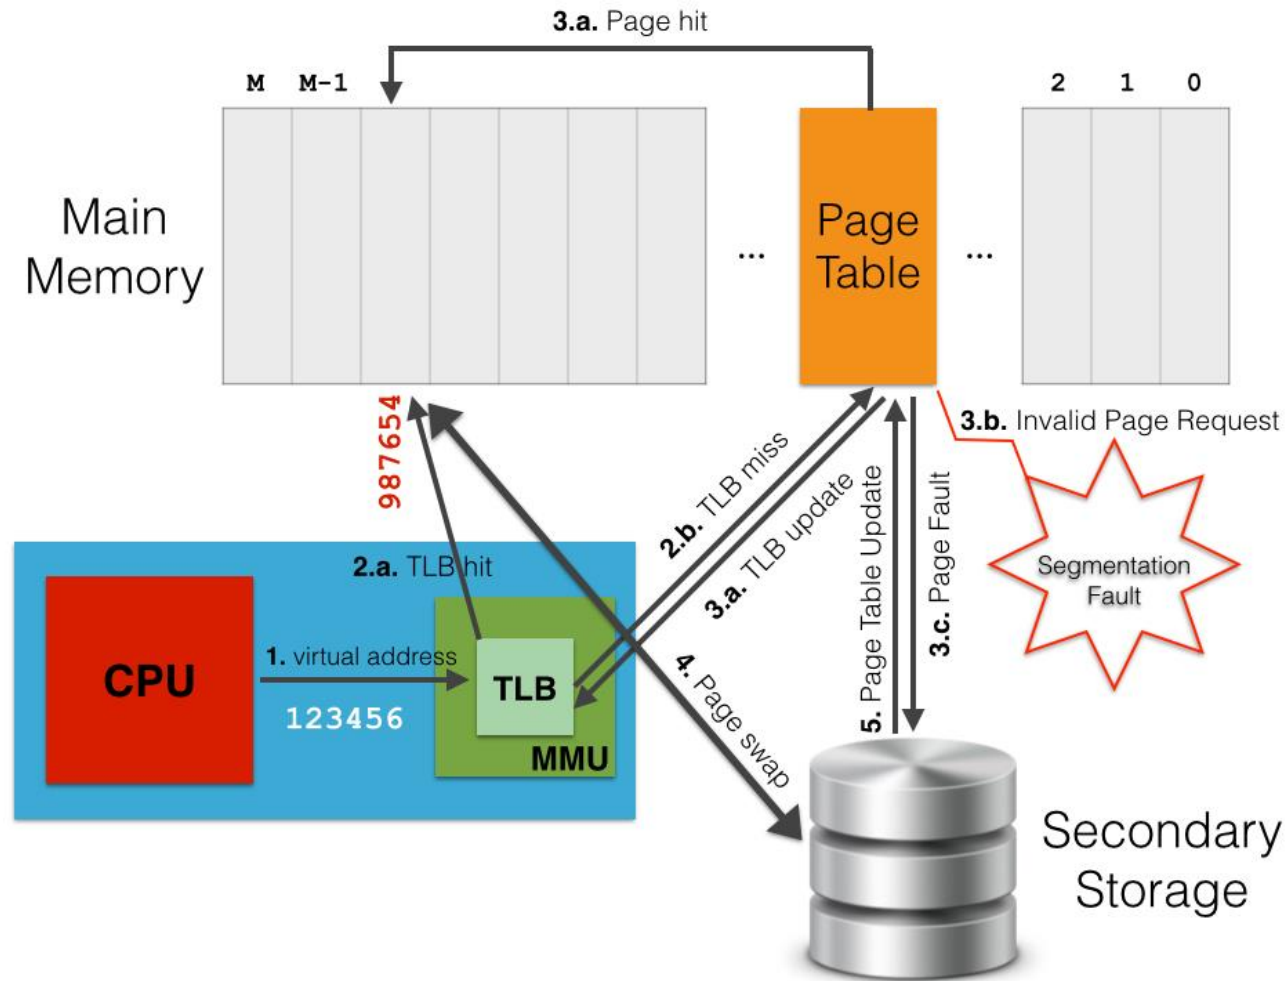 3.a. Page hit
M M-1
2 1 0
Main
Memory
...
Page
Table
...
987654
3.b. Invalid Page Request
2.b. TLB miss
3.a. TLB update
5. Page Table Update
3.c. Page Fault
Segmentation
Fault
2.a. TLB hit
CPU
1. virtual address
123456
TLB
MMU
4. Page swap
Secondary
Storage